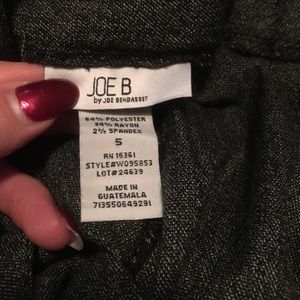 JOE B
by JOE BENBASSET
64% POLYESTER
34% RAYON
2% SPANDEX
5
RN 16361
STYLE#W095853
LOT#24639
MADE IN
GUATEMALA
713550649291